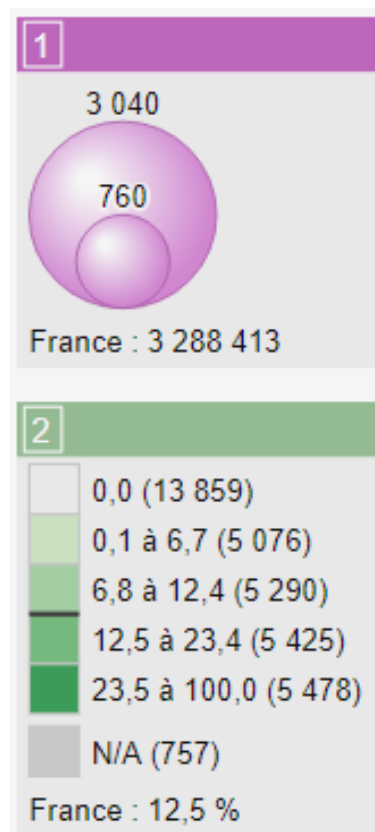 1
3 040
760
France : 3 288 413
2
0,0 (13 859)
0,1 à 6,7 (5 076)
6,8 à 12,4 (5 290)
12,5 à 23,4 (5 425)
23,5 à 100,0 (5 478)
N/A (757)
France : 12,5 %